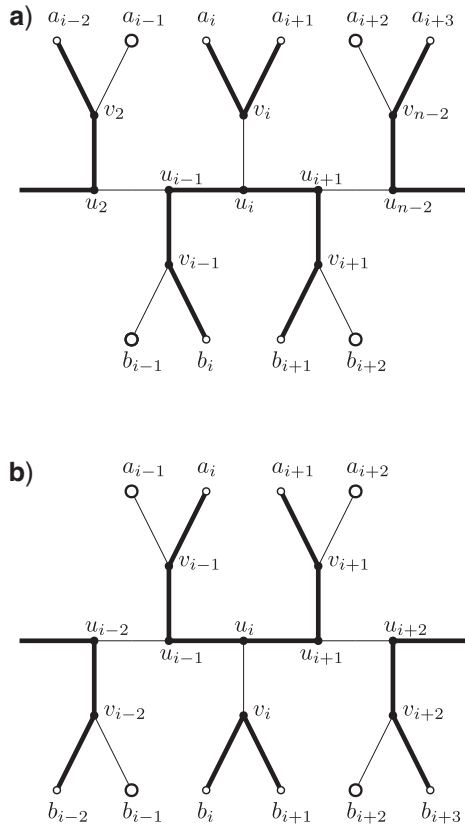 a)
a_{i-2} a_{i-1} a_i a_{i+1} a_{i+2} a_{i+3}
v_2 v_i v_{n-2}
u_{i-1} u_{i+1}
u_2 u_i u_{n-2}
v_{i-1} v_{i+1}
b_{i-1} b_i b_{i+1} b_{i+2}
b)
a_{i-1} a_i a_{i+1} a_{i+2}
v_{i-1} v_{i+1}
u_{i-2} u_i u_{i+2}
u_{i-1} u_{i+1}
v_{i-2} v_i v_{i+2}
b_{i-2} b_{i-1} b_i b_{i+1} b_{i+2} b_{i+3}